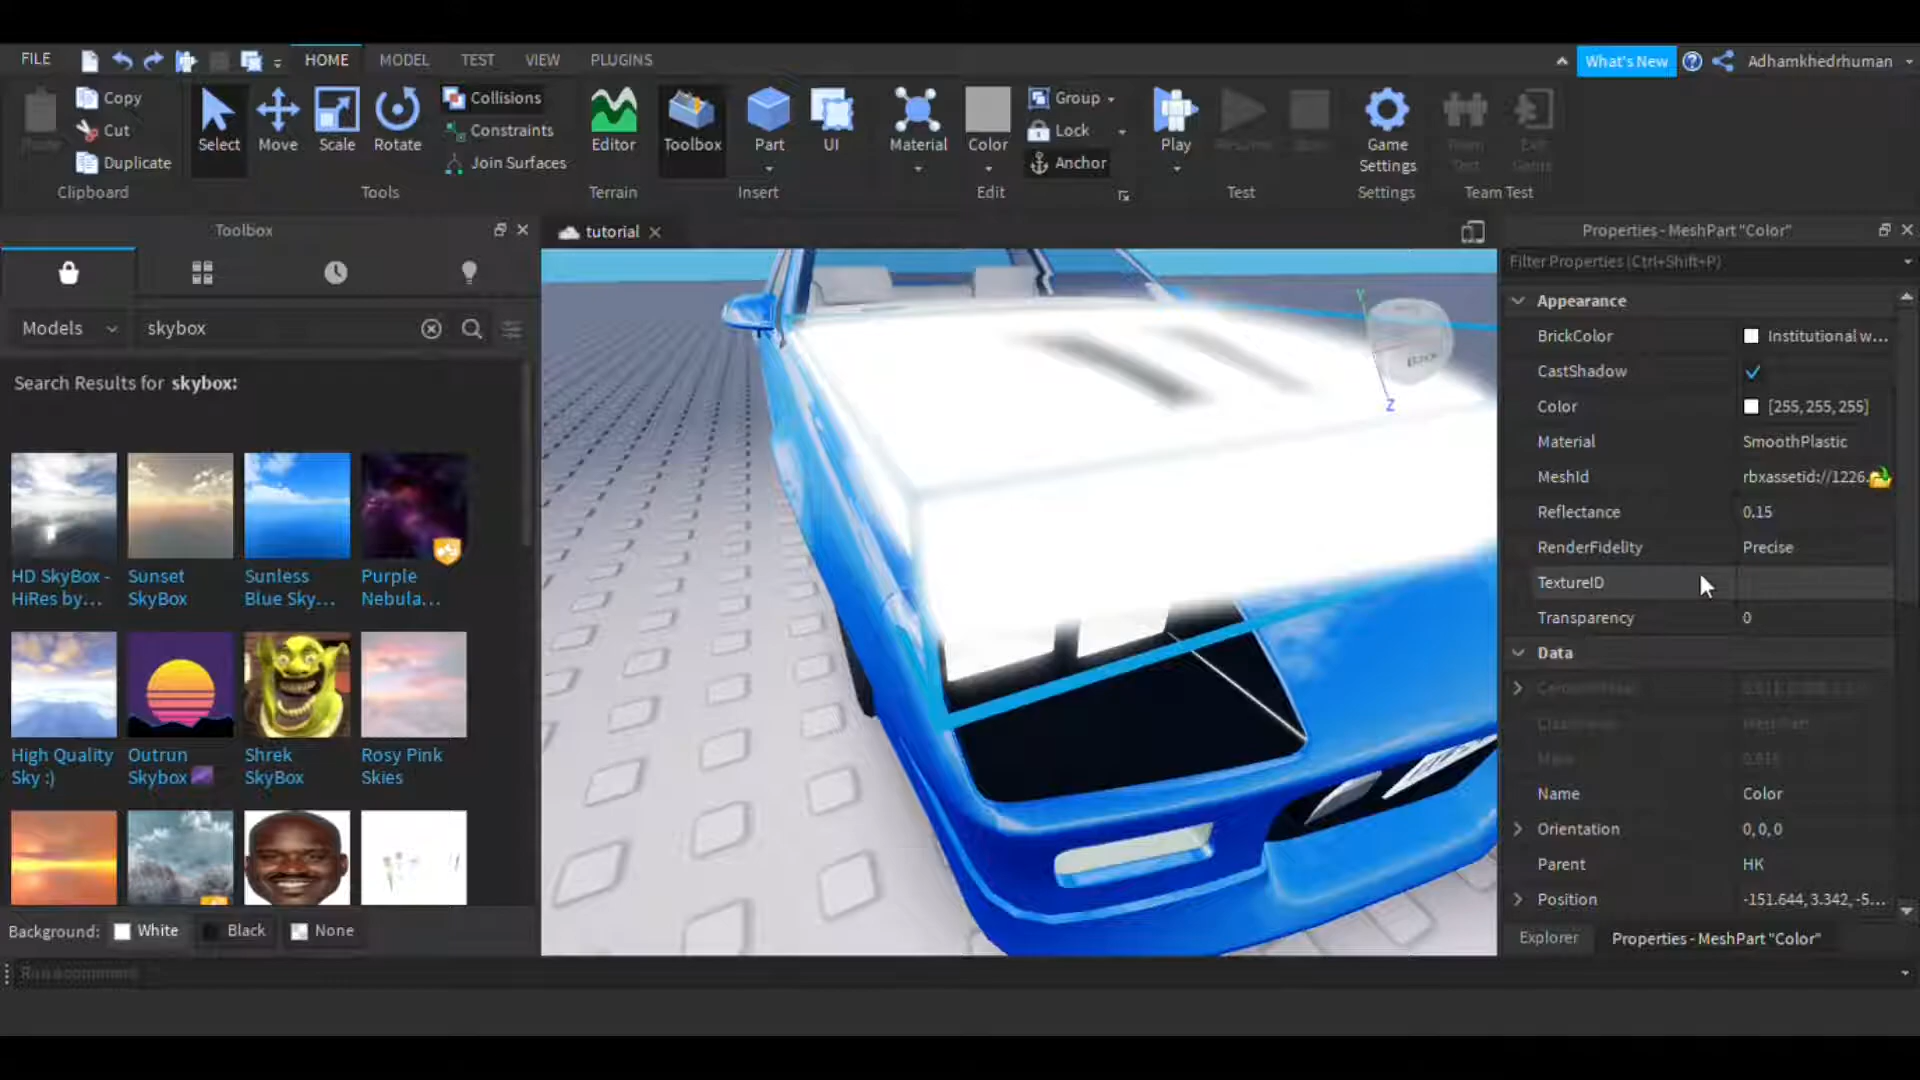 FILE
HOME
MODEL
TEST
VIEW
PLUGINS
What's New
Adhamkhedrhuman
Copy
Cut
Duplicate
Clipboard
Select
Move
Scale
Rotate
Collisions
Constraints
Join Surfaces
Tools
Editor
Terrain
Toolbox
Part
UI
Insert
Material
Color
Group
Lock
Anchor
Edit
Play
Test
Game
Settings
Settings
Team Test
Toolbox
Models
skybox
Search Results for skybox:
HD SkyBox -
HiRes by...
Sunset
SkyBox
Sunless
Blue Sky...
Purple
Nebula...
High Quality
Sky :)
Outrun
Skybox
Shrek
SkyBox
Rosy Pink
Skies
Background: White Black None
Run a command
tutorial
Y
Z
Properties - MeshPart "Color"
Filter Properties (Ctrl+Shift+P)
Appearance
BrickColor Institutional w...
CastShadow
Color [255, 255, 255]
Material SmoothPlastic
MeshId rbxassetid://1226.
Reflectance 0.15
RenderFidelity Precise
TextureID
Transparency 0
Data
Name Color
Orientation 0, 0, 0
Parent HK
Position -151.644, 3.342, -5...
Explorer
Properties - MeshPart "Color"